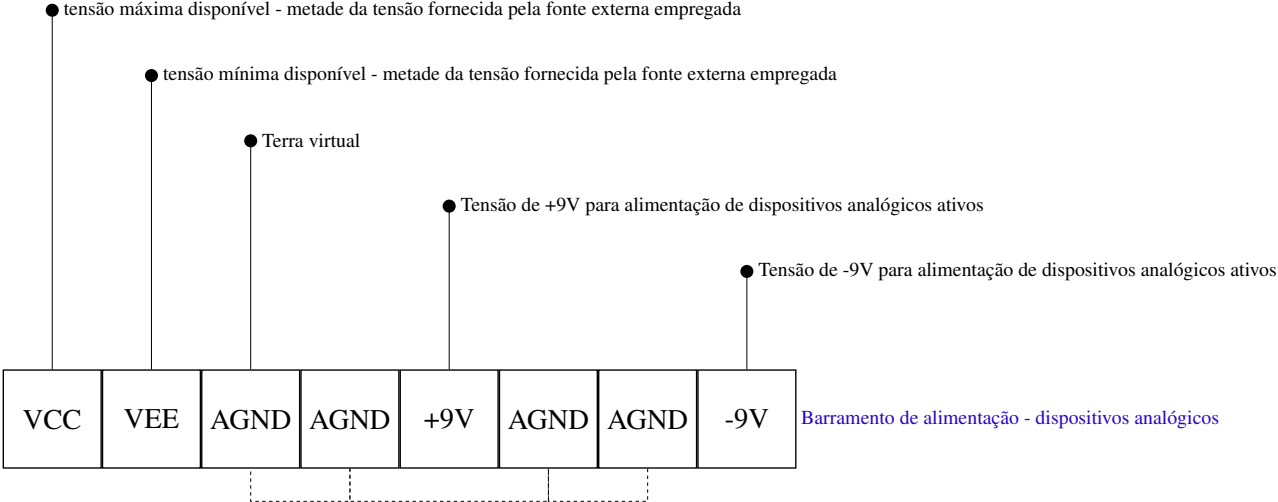 tensão máxima disponível - metade da tensão fornecida pela fonte externa empregada
tensão mínima disponível - metade da tensão fornecida pela fonte externa empregada
Terra virtual
Tensão de +9V para alimentação de dispositivos analógicos ativos
Tensão de -9V para alimentação de dispositivos analógicos ativos
VCC VEE AGND AGND +9V AGND AGND -9V Barramento de alimentação - dispositivos analógicos